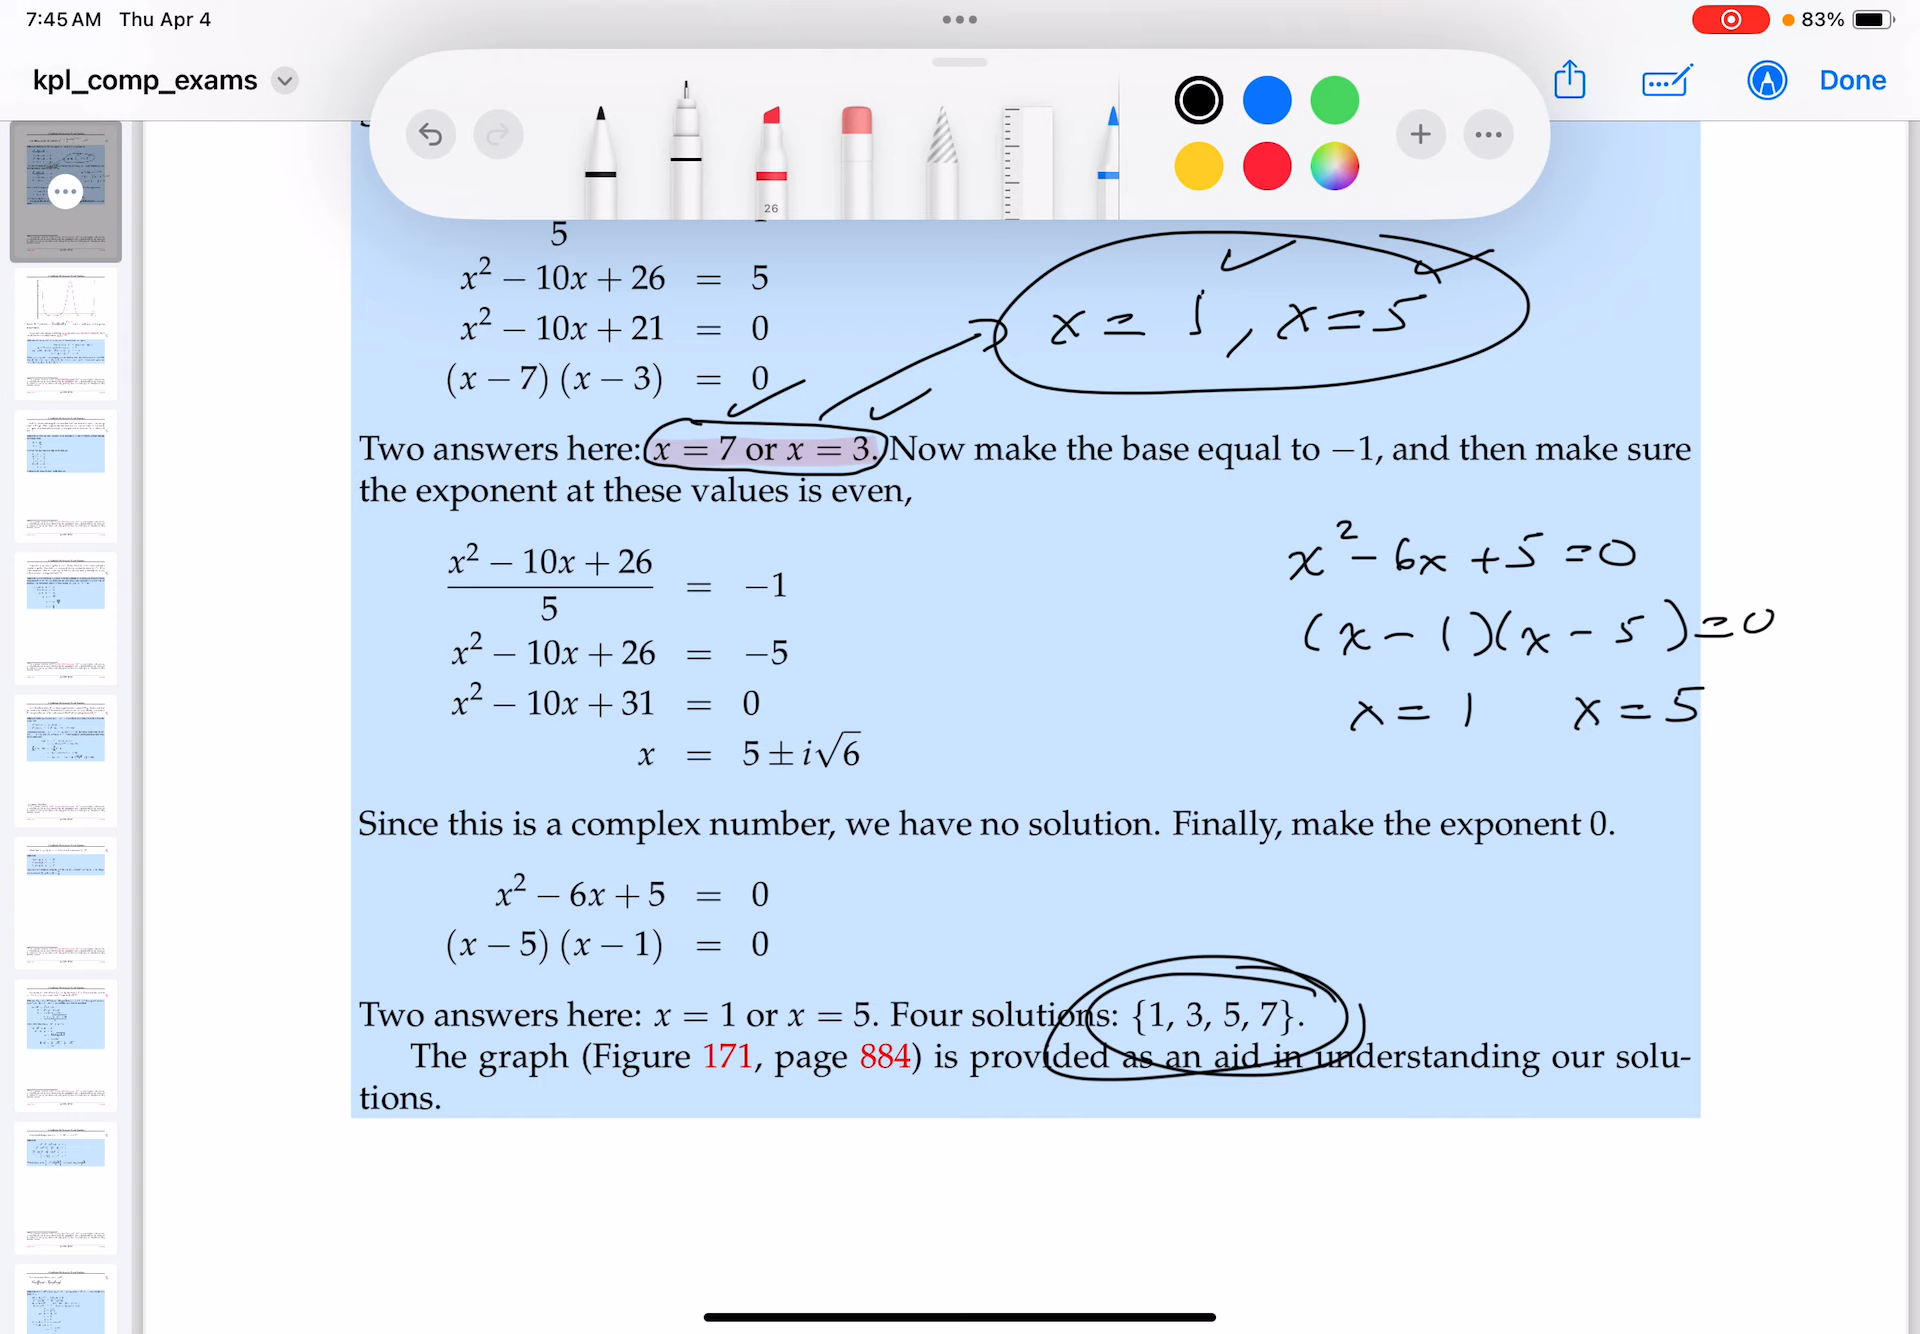 7:45 AM Thu Apr 4
83%
kpl_comp_exams
Done
26
5
x² − 10x + 26 = 5
x² − 10x + 21 = 0
(x − 7) (x − 3) = 0
x = 1, x = 5
Two answers here: x = 7 or x = 3. Now make the base equal to −1, and then make sure
the exponent at these values is even,
x² − 10x + 26
5
= −1
x² − 10x + 26 = −5
x² − 10x + 31 = 0
x = 5 ± i√6
x² − 6x + 5 = 0
(x − 1)(x − 5) = 0
x = 1 x = 5
Since this is a complex number, we have no solution. Finally, make the exponent 0.
x² − 6x + 5 = 0
(x − 5) (x − 1) = 0
Two answers here: x = 1 or x = 5. Four solutions: {1, 3, 5, 7}.
The graph (Figure 171, page 884) is provided as an aid in understanding our solu-
tions.